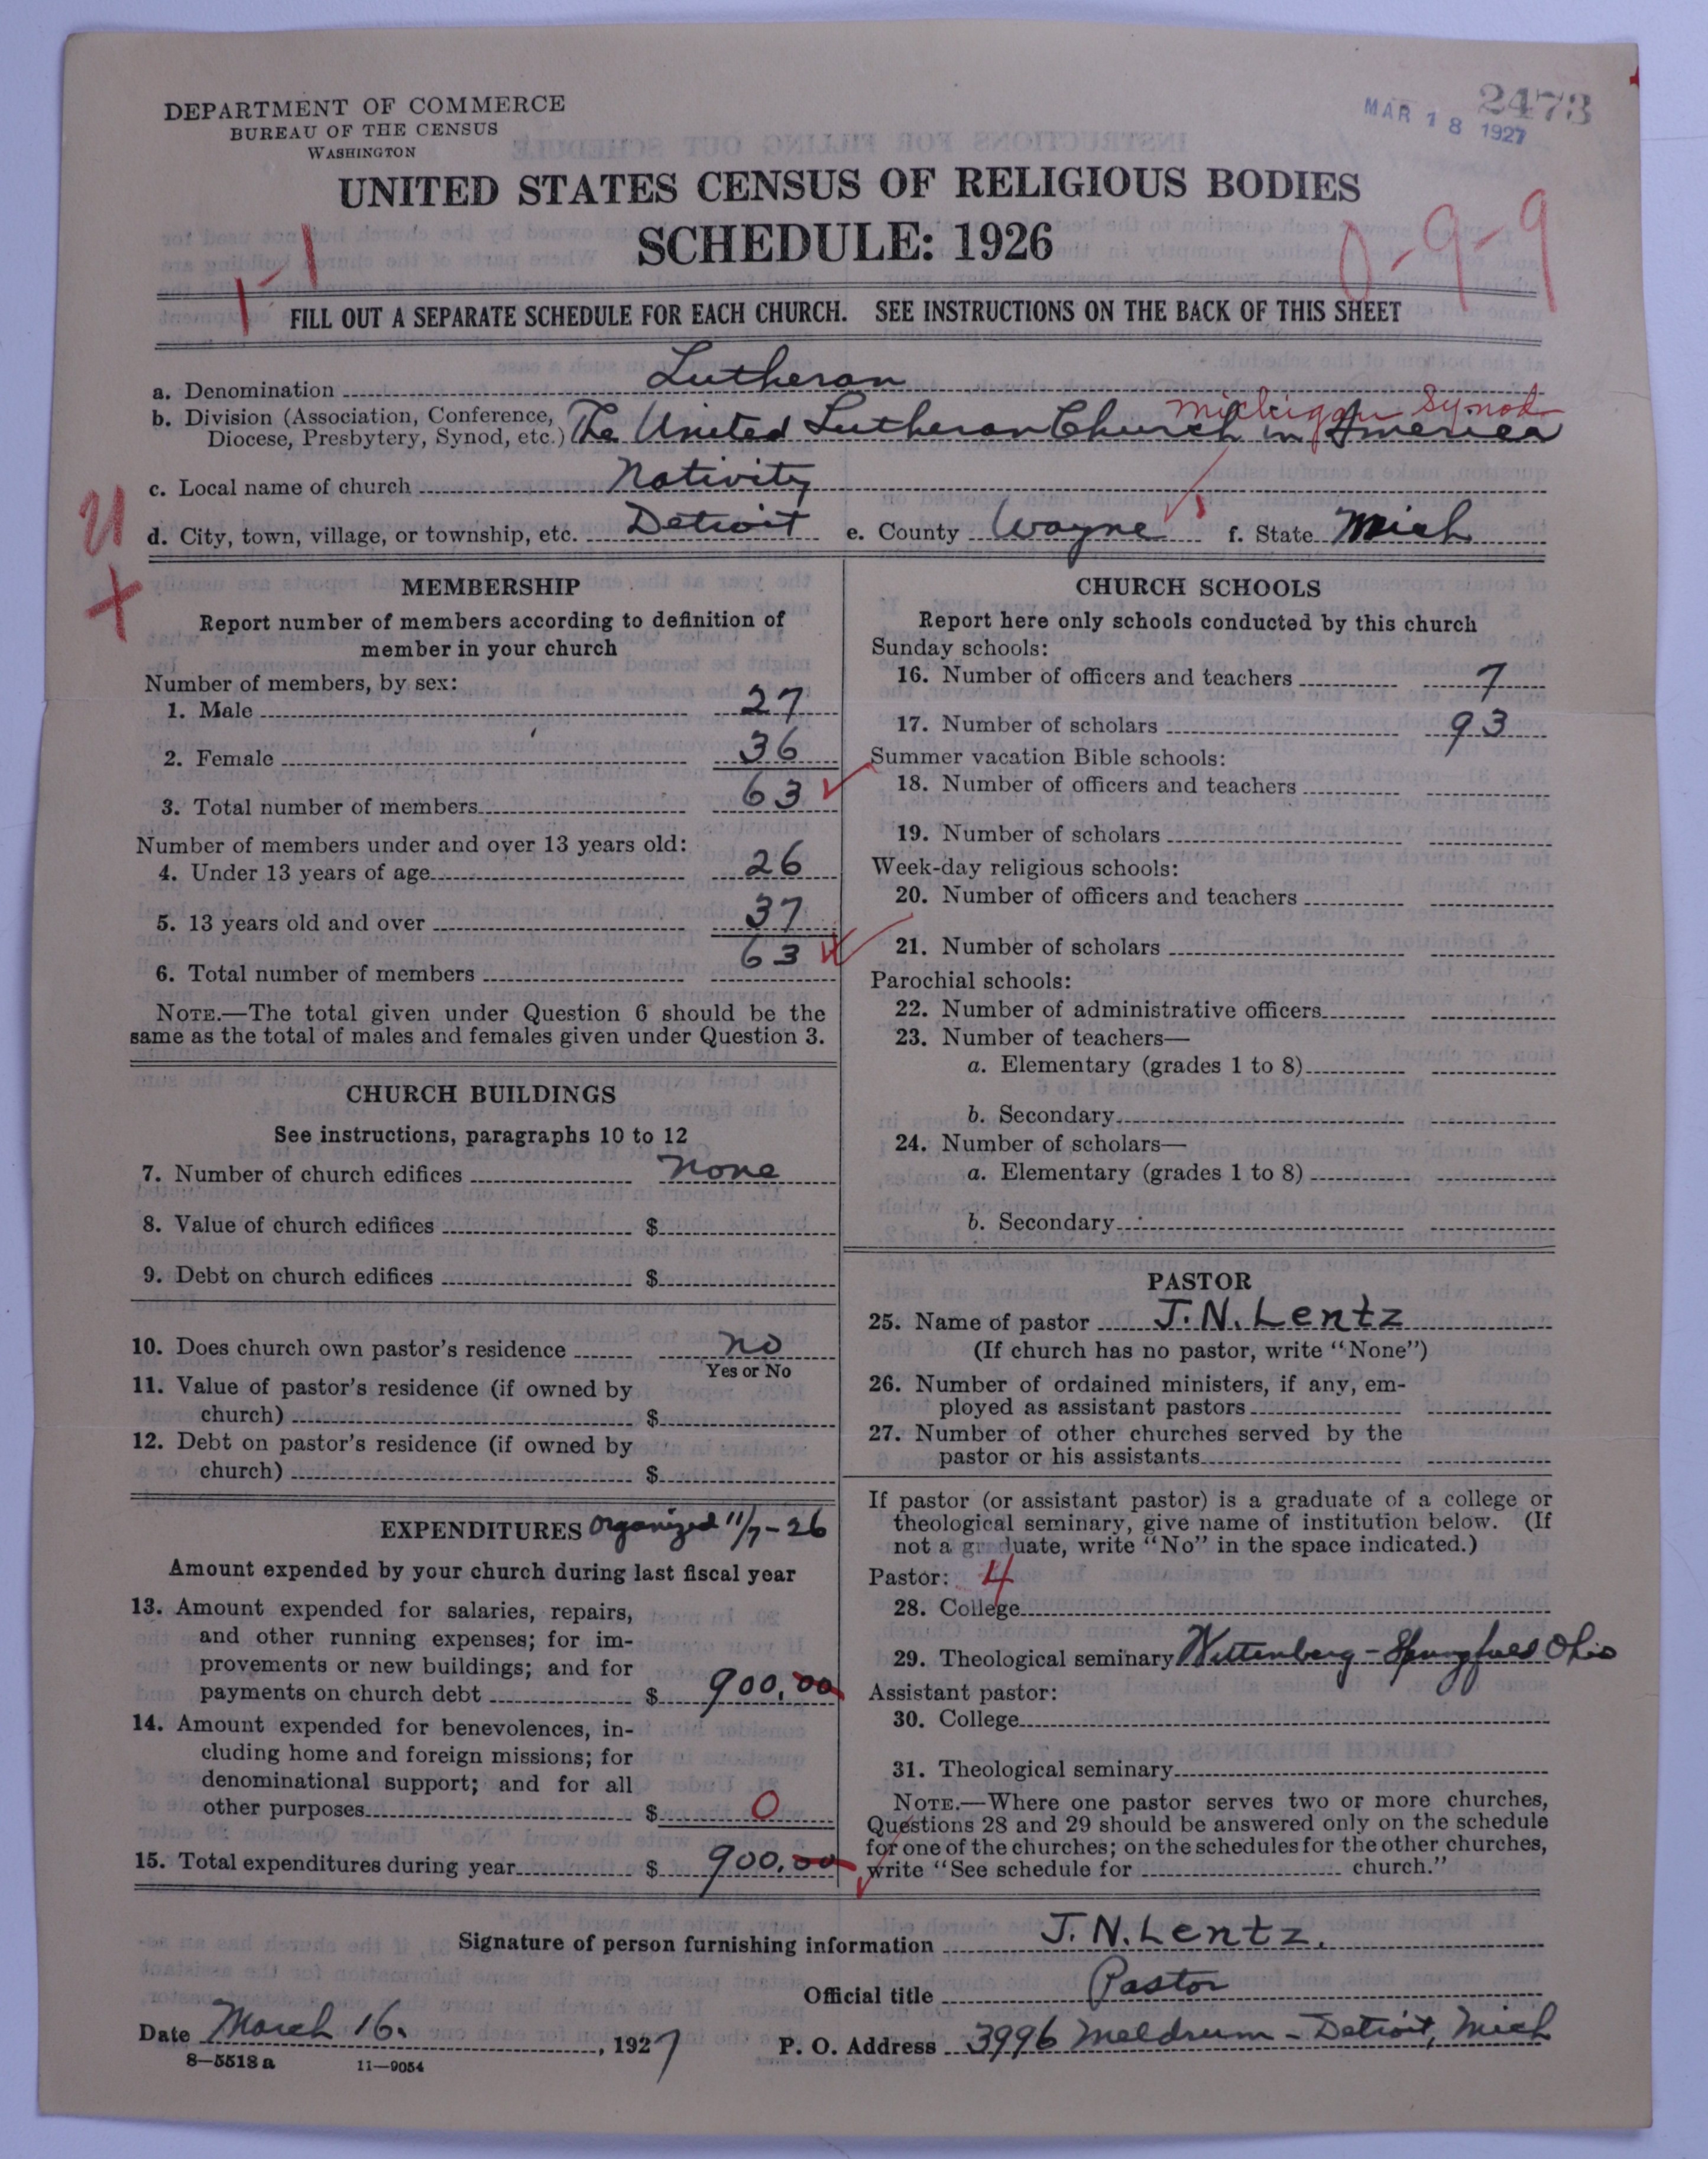 DEPARTMENT OF COMMERCE
BUREAU OF THE CENSUS
WASHINGTON
2473
MAR 18 1927
UNITED STATES CENSUS OF RELIGIOUS BODIES
SCHEDULE: 1926
1-1
0-9-9
FILL OUT A SEPARATE SCHEDULE FOR EACH CHURCH. SEE INSTRUCTIONS ON THE BACK OF THIS SHEET
a. Denomination Lutheran
Michigan Synod
b. Division (Association, Conference,
Diocese, Presbytery, Synod, etc.) The United Lutheran Church in America
c. Local name of church Nativity
d. City, town, village, or township, etc. Detroit e. County Wayne f. State Mich
MEMBERSHIP
Report number of members according to definition of
member in your church
Number of members, by sex:
1. Male 27
2. Female 36
3. Total number of members 63
Number of members under and over 13 years old:
4. Under 13 years of age 26
5. 13 years old and over 37
6. Total number of members 63
NOTE.—The total given under Question 6 should be the
same as the total of males and females given under Question 3.
CHURCH BUILDINGS
See instructions, paragraphs 10 to 12
7. Number of church edifices None
8. Value of church edifices $
9. Debt on church edifices $
10. Does church own pastor's residence no
Yes or No
11. Value of pastor's residence (if owned by
church) $
12. Debt on pastor's residence (if owned by
church) $
EXPENDITURES Organized 11/7-26
Amount expended by your church during last fiscal year
13. Amount expended for salaries, repairs,
and other running expenses; for im-
provements or new buildings; and for
payments on church debt $ 900.00
14. Amount expended for benevolences, in-
cluding home and foreign missions; for
denominational support; and for all
other purposes $ 0
15. Total expenditures during year $ 900.00
CHURCH SCHOOLS
Report here only schools conducted by this church
Sunday schools:
16. Number of officers and teachers 7
17. Number of scholars 93
Summer vacation Bible schools:
18. Number of officers and teachers
19. Number of scholars
Week-day religious schools:
20. Number of officers and teachers
21. Number of scholars
Parochial schools:
22. Number of administrative officers
23. Number of teachers—
a. Elementary (grades 1 to 8)
b. Secondary
24. Number of scholars—
a. Elementary (grades 1 to 8)
b. Secondary
PASTOR
25. Name of pastor J. N. Lentz
(If church has no pastor, write "None")
26. Number of ordained ministers, if any, em-
ployed as assistant pastors
27. Number of other churches served by the
pastor or his assistants
If pastor (or assistant pastor) is a graduate of a college or
theological seminary, give name of institution below. (If
not a graduate, write "No" in the space indicated.)
Pastor: 4
28. College
29. Theological seminary Wittenberg - Springfield Ohio
Assistant pastor:
30. College
31. Theological seminary
NOTE.—Where one pastor serves two or more churches,
Questions 28 and 29 should be answered only on the schedule
for one of the churches; on the schedules for the other churches,
write "See schedule for church."
Signature of person furnishing information J. N. Lentz.
Official title Pastor
Date March 16. , 1927 P. O. Address 3996 Meldrum - Detroit, Mich
8—5518 a 11—9054